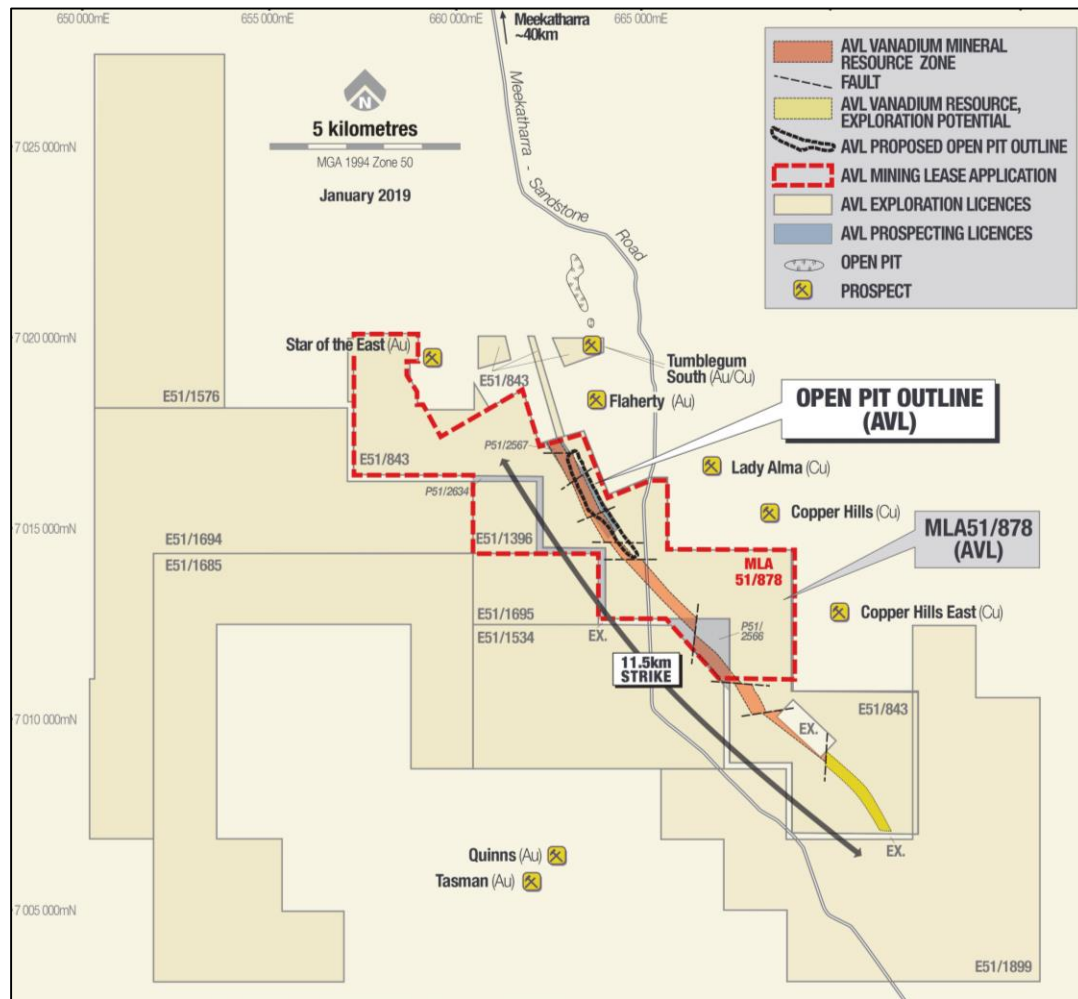 650 000mE
655 000mE
660 000mE
665 000mE
Meekatharra
~40km
N
5 kilometres
MGA 1994 Zone 50
January 2019
Meekatharra - Sandstone Road
AVL VANADIUM MINERAL
RESOURCE ZONE
FAULT
AVL VANADIUM RESOURCE,
EXPLORATION POTENTIAL
AVL PROPOSED OPEN PIT OUTLINE
AVL MINING LEASE APPLICATION
AVL EXPLORATION LICENCES
AVL PROSPECTING LICENCES
OPEN PIT
PROSPECT
7 025 000mN
7 020 000mN
7 015 000mN
7 010 000mN
7 005 000mN
Star of the East (Au)
E51/843
Tumblegum
South (Au/Cu)
E51/1576
Flaherty (Au)
OPEN PIT OUTLINE
(AVL)
P51/2567
E51/843
P51/2634
Lady Alma (Cu)
Copper Hills (Cu)
E51/1694
E51/1396
E51/1685
MLA
51/878
MLA51/878
(AVL)
E51/1695
EX.
P51/
2566
Copper Hills East (Cu)
E51/1534
11.5km
STRIKE
E51/843
EX.
EX.
Quinns (Au)
Tasman (Au)
E51/1899